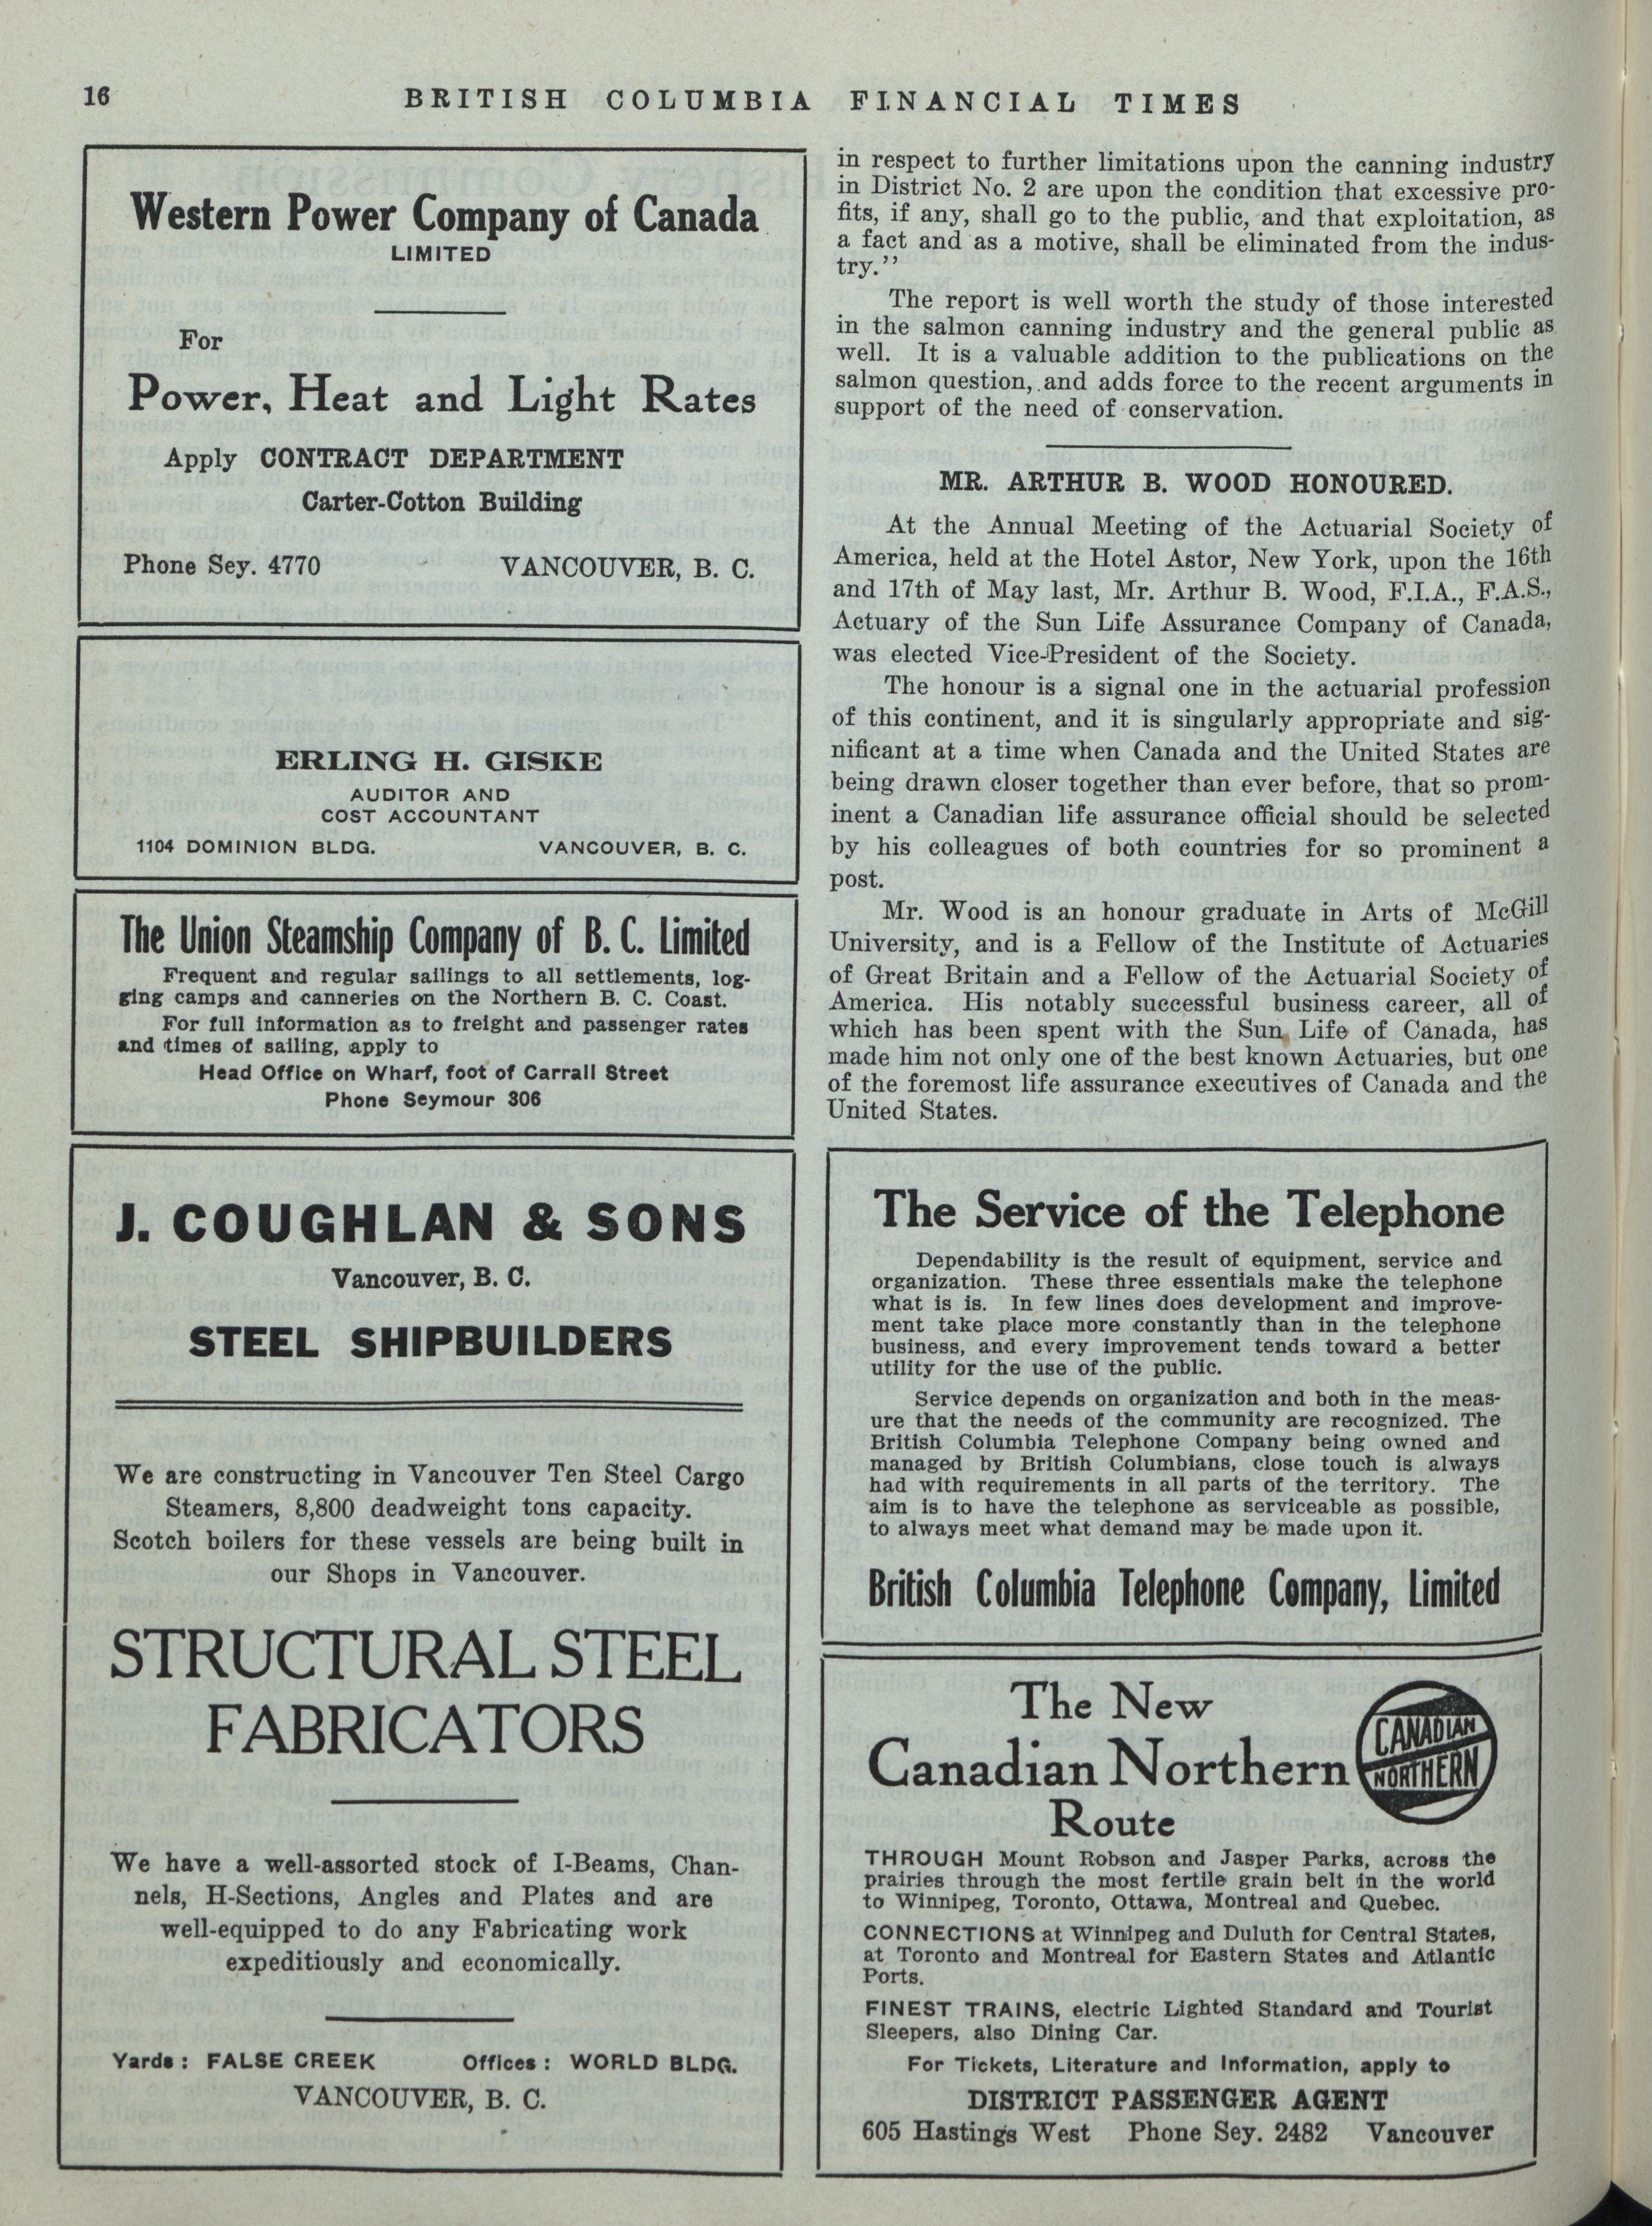 16
BRITISH COLUMBIA FINANCIAL TIMES
Western Power Company of Canada
LIMITED
For
Power, Heat and Light Rates
Apply CONTRACT DEPARTMENT
Carter-Cotton Building
Phone Sey. 4770 VANCOUVER, B. C.
ERLING H. GISKE
AUDITOR AND
COST ACCOUNTANT
1104 DOMINION BLDG. VANCOUVER, B. C.
The Union Steamship Company of B. C. Limited
Frequent and regular sailings to all settlements, log-
ging camps and canneries on the Northern B. C. Coast.
For full information as to freight and passenger rates
and times of sailing, apply to
Head Office on Wharf, foot of Carrall Street
Phone Seymour 306
J. COUGHLAN & SONS
Vancouver, B. C.
STEEL SHIPBUILDERS
We are constructing in Vancouver Ten Steel Cargo
Steamers, 8,800 deadweight tons capacity.
Scotch boilers for these vessels are being built in
our Shops in Vancouver.
STRUCTURAL STEEL
FABRICATORS
We have a well-assorted stock of I-Beams, Chan-
nels, H-Sections, Angles and Plates and are
well-equipped to do any Fabricating work
expeditiously and economically.
Yards: FALSE CREEK Offices: WORLD BLDG.
VANCOUVER, B. C.
in respect to further limitations upon the canning industry
in District No. 2 are upon the condition that excessive pro-
fits, if any, shall go to the public, and that exploitation, as
a fact and as a motive, shall be eliminated from the indus-
try.''
The report is well worth the study of those interested
in the salmon canning industry and the general public as
well. It is a valuable addition to the publications on the
salmon question, and adds force to the recent arguments in
support of the need of conservation.
MR. ARTHUR B. WOOD HONOURED.
At the Annual Meeting of the Actuarial Society of
America, held at the Hotel Astor, New York, upon the 16th
and 17th of May last, Mr. Arthur B. Wood, F.I.A., F.A.S.,
Actuary of the Sun Life Assurance Company of Canada,
was elected Vice-President of the Society.
The honour is a signal one in the actuarial profession
of this continent, and it is singularly appropriate and sig-
nificant at a time when Canada and the United States are
being drawn closer together than ever before, that so prom-
inent a Canadian life assurance official should be selected
by his colleagues of both countries for so prominent a
post.
Mr. Wood is an honour graduate in Arts of McGill
University, and is a Fellow of the Institute of Actuaries
of Great Britain and a Fellow of the Actuarial Society of
America. His notably successful business career, all of
which has been spent with the Sun Life of Canada, has
made him not only one of the best known Actuaries, but one
of the foremost life assurance executives of Canada and the
United States.
The Service of the Telephone
Dependability is the result of equipment, service and
organization. These three essentials make the telephone
what is is. In few lines does development and improve-
ment take place more constantly than in the telephone
business, and every improvement tends toward a better
utility for the use of the public.
Service depends on organization and both in the meas-
ure that the needs of the community are recognized. The
British Columbia Telephone Company being owned and
managed by British Columbians, close touch is always
had with requirements in all parts of the territory. The
aim is to have the telephone as serviceable as possible,
to always meet what demand may be made upon it.
British Columbia Telephone Company, Limited
The New
Canadian Northern
Route
CANADIAN
NORTHERN
THROUGH Mount Robson and Jasper Parks, across the
prairies through the most fertile grain belt in the world
to Winnipeg, Toronto, Ottawa, Montreal and Quebec.
CONNECTIONS at Winnipeg and Duluth for Central States,
at Toronto and Montreal for Eastern States and Atlantic
Ports.
FINEST TRAINS, electric Lighted Standard and Tourist
Sleepers, also Dining Car.
For Tickets, Literature and Information, apply to
DISTRICT PASSENGER AGENT
605 Hastings West Phone Sey. 2482 Vancouver